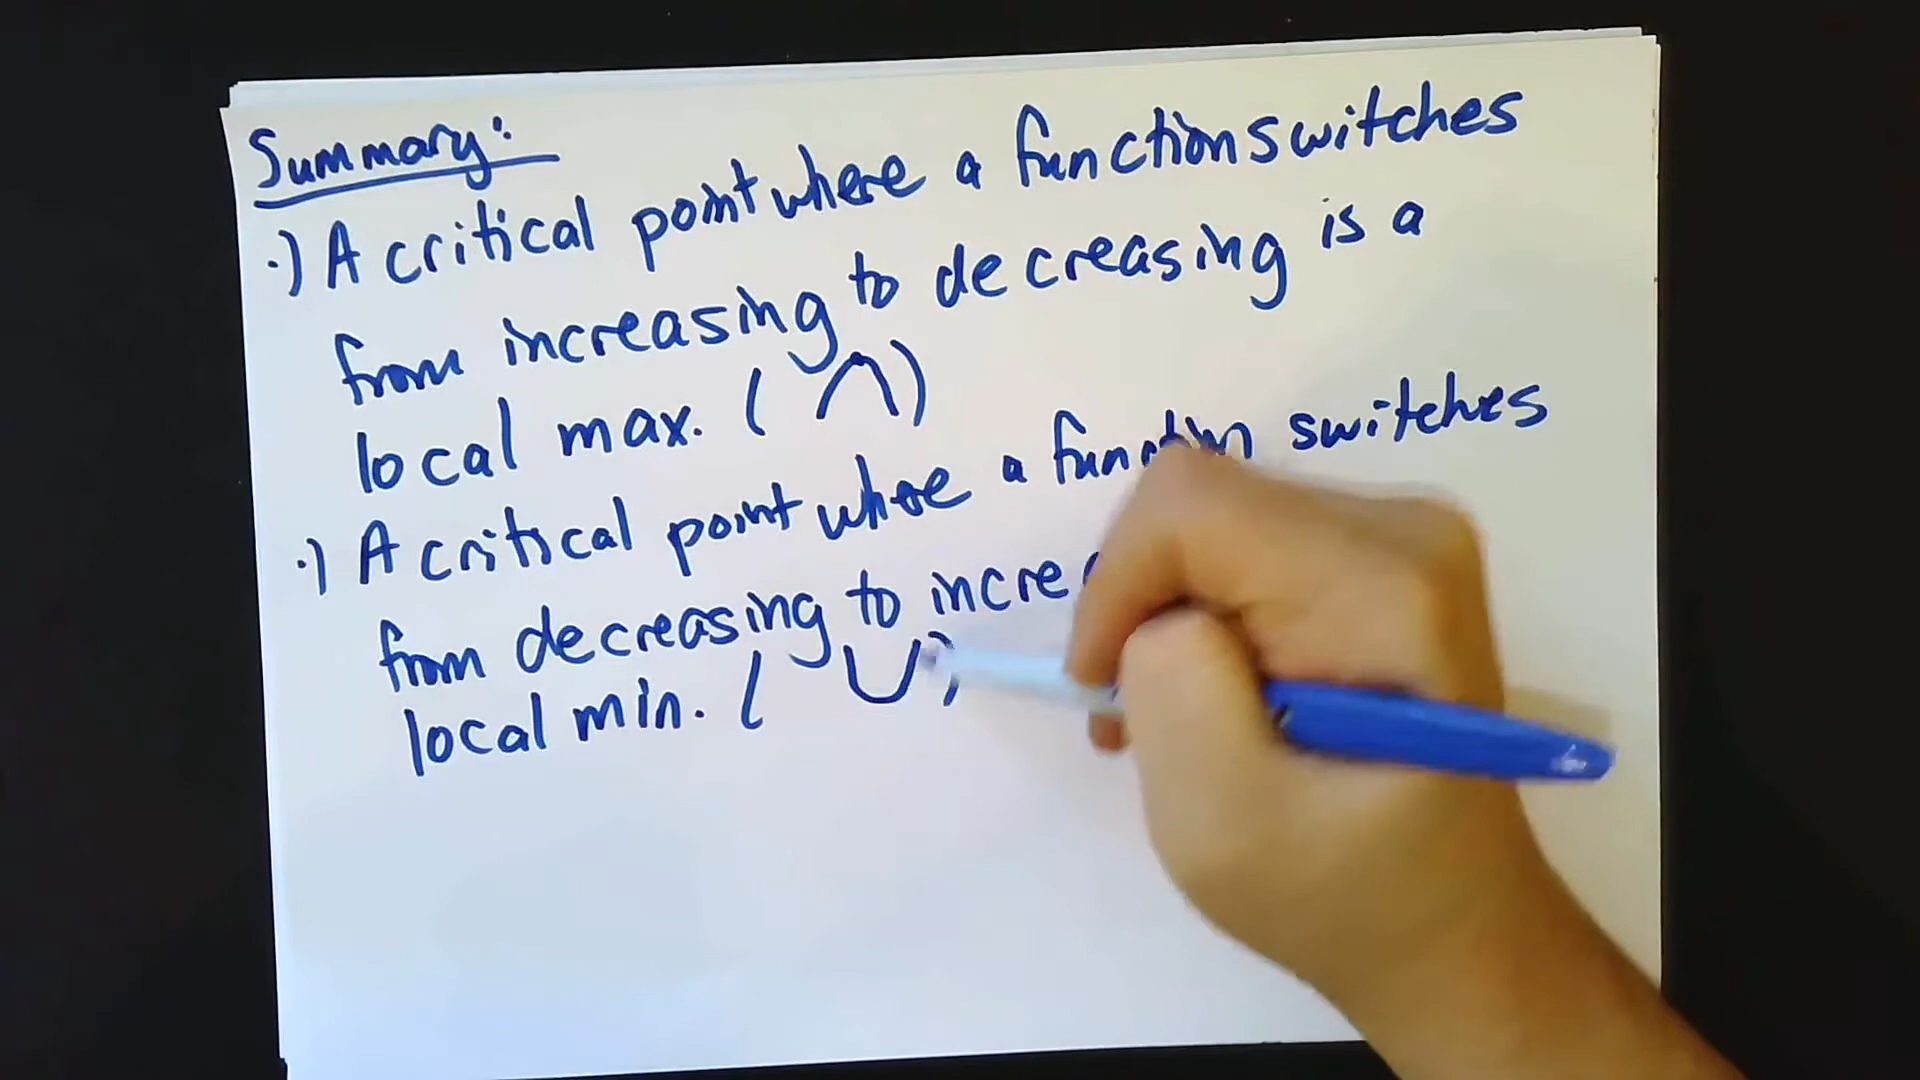 Summary:
·) A critical point where a function switches
from increasing to decreasing is a
local max. ( ∩ )
·) A critical point where a function switches
from decreasing to incre
local min. ( ∪ )